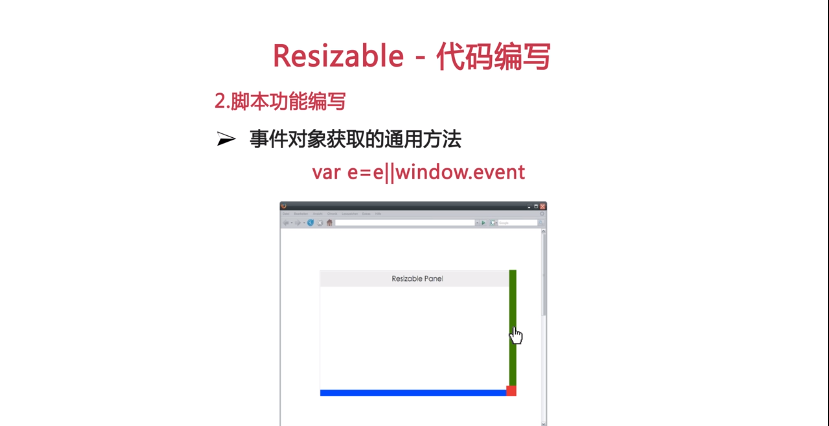 Resizable - 代码编写
2.脚本功能编写
事件对象获取的通用方法
var e=e||window.event
Resizable Panel